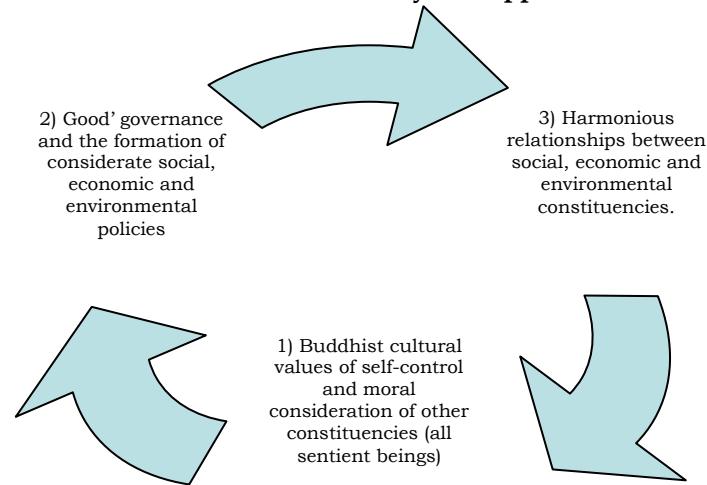 2) Good’ governance
and the formation of
considerate social,
economic and
environmental
policies
3) Harmonious
relationships between
social, economic and
environmental
constituencies.
1) Buddhist cultural
values of self-control
and moral
consideration of other
constituencies (all
sentient beings)